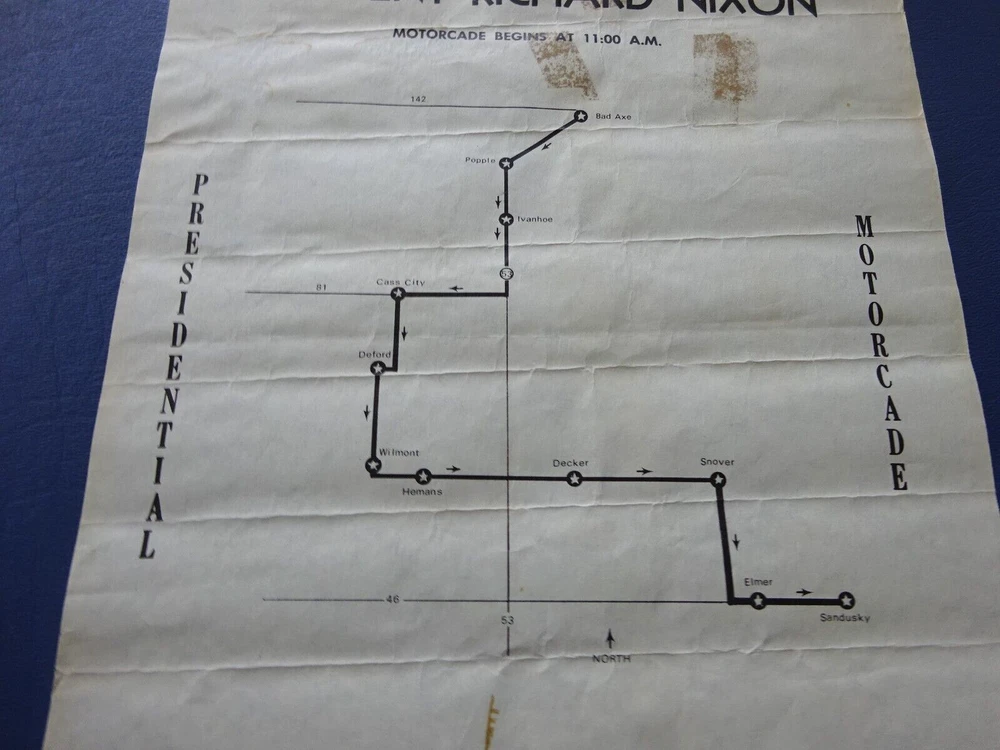 RICHARD NIXON
MOTORCADE BEGINS AT 11:00 A.M.
142
Bad Axe
Popple
Ivanhoe
53
Cass City
81
Deford
Wilmont
Hemans
Decker
Snover
Elmer
Sandusky
46
53
NORTH
PRESIDENTIAL
MOTORCADE